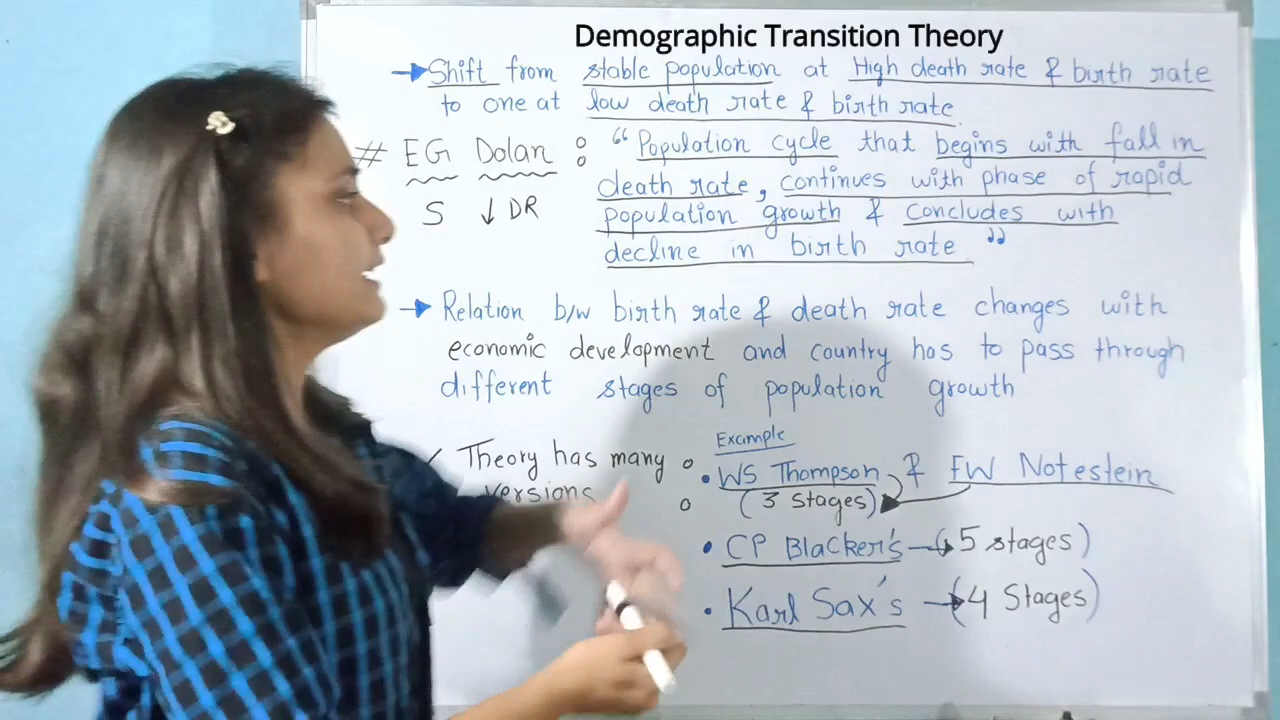 Demographic Transition Theory
→ Shift from stable population at High death rate & birth rate
to one at low death rate & birth rate.
# EG Dolan : “ Population cycle that begins with fall in
death rate, continues with phase of rapid
S ↓ DR population growth & concludes with
decline in birth rate ”
→ Relation b/w birth rate & death rate changes with
economic development and country has to pass through
different stages of population growth
Theory has many : Example
versions
• WS Thompson & FW Notestein
(3 Stages)
• CP Blacker's → (5 stages)
• Karl Sax's → (4 Stages)